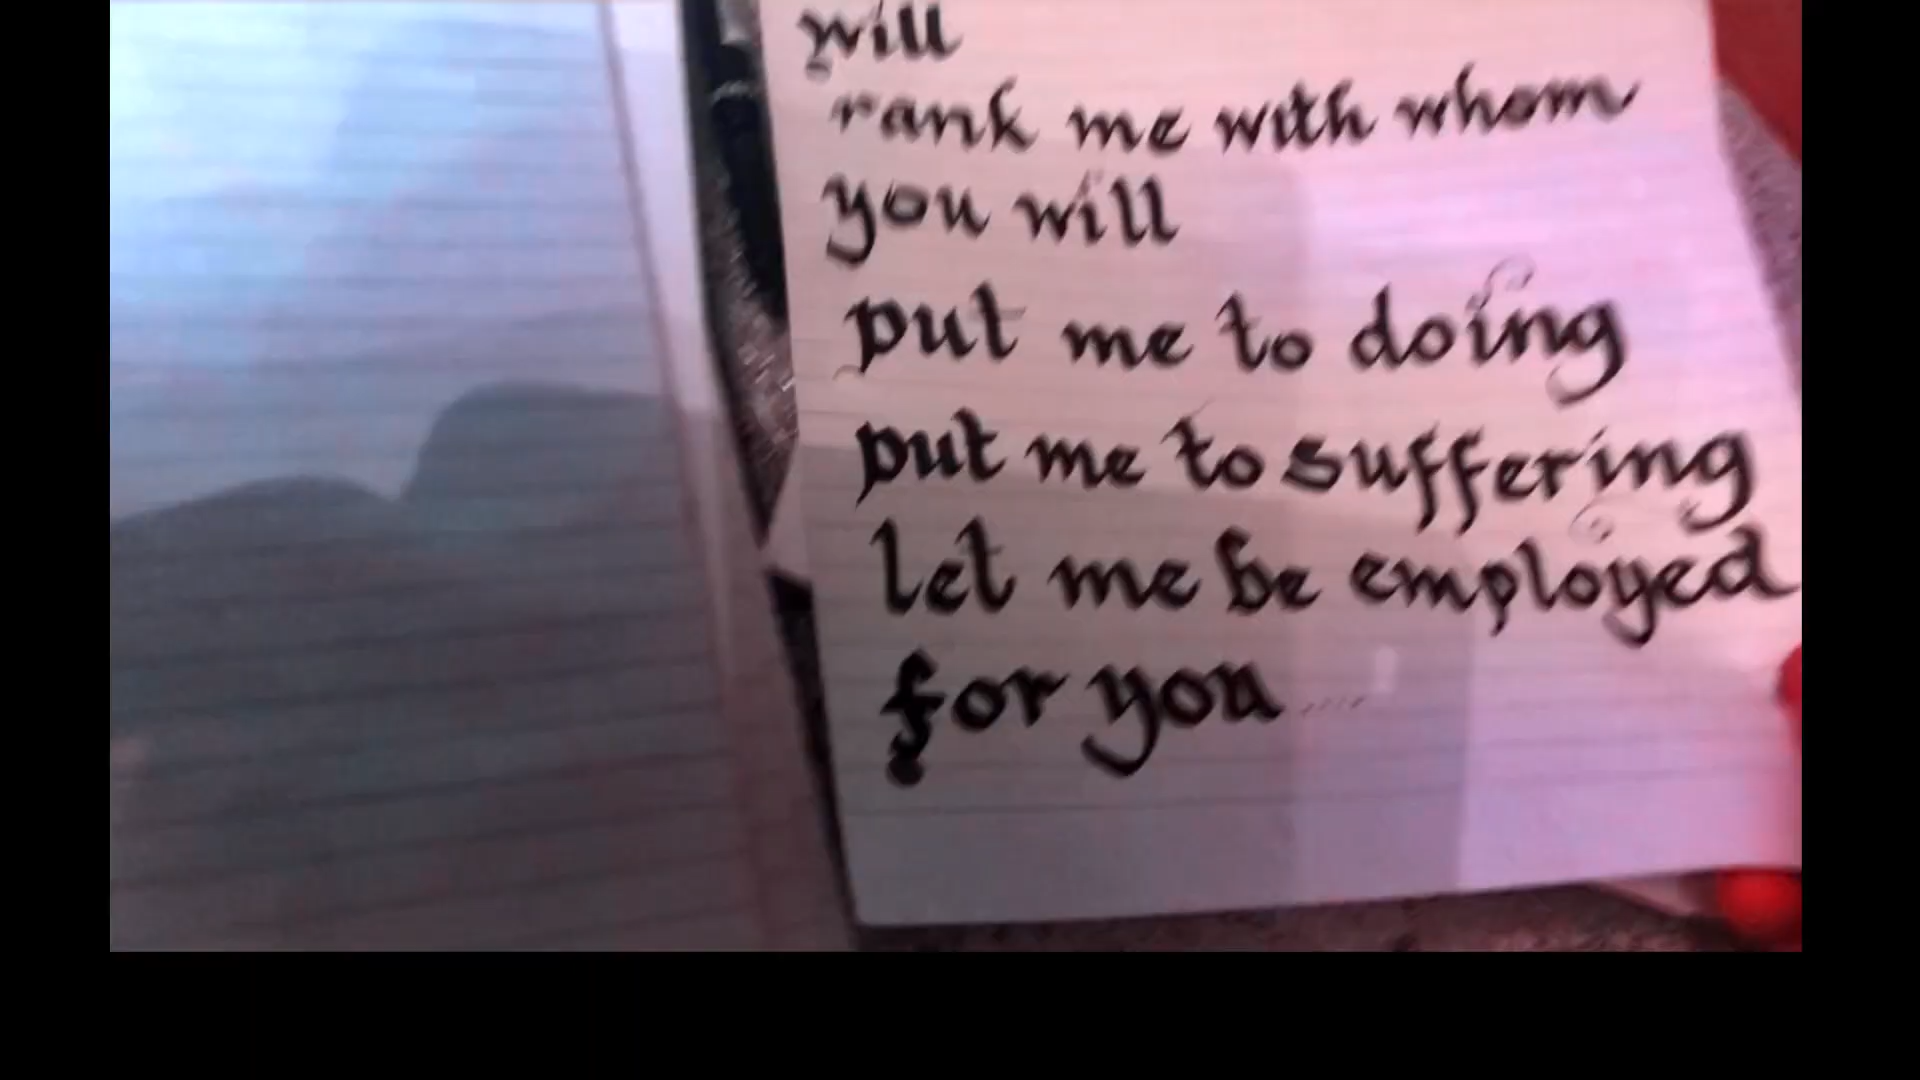 will
rank me with whom
you will
put me to doing
put me to suffering
let me be employed
for you